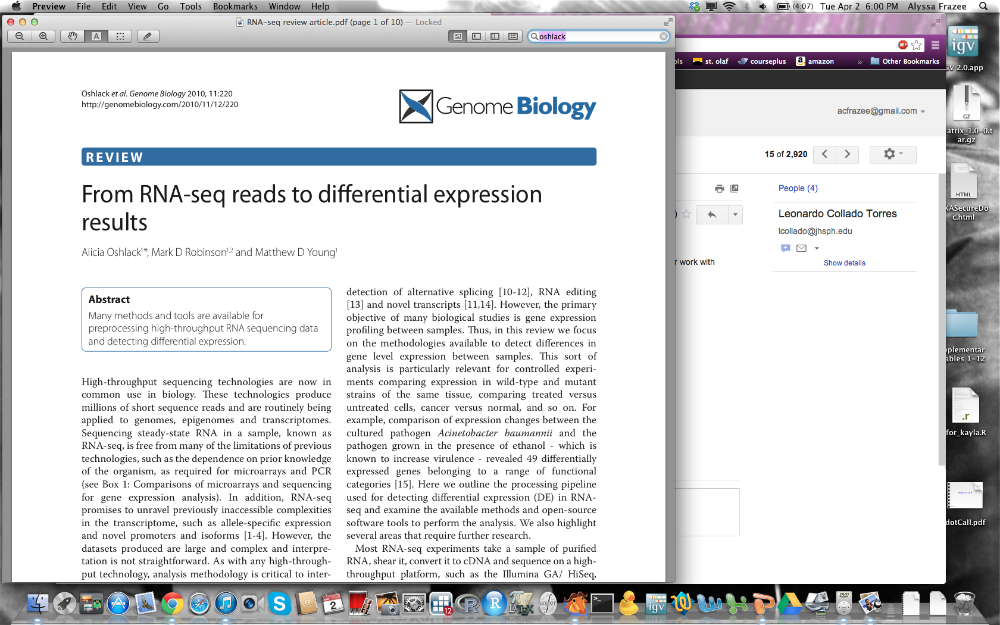 Preview File Edit View Go Tools Bookmarks Window Help (4:07) Tue Apr 2 6:00 PM Alyssa Frazee
RNA-seq review article.pdf (page 1 of 10) — Locked
oshlack
Oshlack et al. Genome Biology 2010, 11:220
http://genomebiology.com/2010/11/12/220
Genome Biology
REVIEW
From RNA-seq reads to differential expression
results
Alicia Oshlack1*, Mark D Robinson1,2 and Matthew D Young1
Abstract
Many methods and tools are available for
preprocessing high-throughput RNA sequencing data
and detecting differential expression.
High-throughput sequencing technologies are now in
common use in biology. These technologies produce
millions of short sequence reads and are routinely being
applied to genomes, epigenomes and transcriptomes.
Sequencing steady-state RNA in a sample, known as
RNA-seq, is free from many of the limitations of previous
technologies, such as the dependence on prior knowledge
of the organism, as required for microarrays and PCR
(see Box 1: Comparisons of microarrays and sequencing
for gene expression analysis). In addition, RNA-seq
promises to unravel previously inaccessible complexities
in the transcriptome, such as allele-specific expression
and novel promoters and isoforms [1-4]. However, the
datasets produced are large and complex and interpre-
tation is not straightforward. As with any high-through-
put technology, analysis methodology is critical to inter-
detection of alternative splicing [10-12], RNA editing
[13] and novel transcripts [11,14]. However, the primary
objective of many biological studies is gene expression
profiling between samples. Thus, in this review we focus
on the methodologies available to detect differences in
gene level expression between samples. This sort of
analysis is particularly relevant for controlled experi-
ments comparing expression in wild-type and mutant
strains of the same tissue, comparing treated versus
untreated cells, cancer versus normal, and so on. For
example, comparison of expression changes between the
cultured pathogen Acinetobacter baumannii and the
pathogen grown in the presence of ethanol - which is
known to increase virulence - revealed 49 differentially
expressed genes belonging to a range of functional
categories [15]. Here we outline the processing pipeline
used for detecting differential expression (DE) in RNA-
seq and examine the available methods and open-source
software tools to perform the analysis. We also highlight
several areas that require further research.
Most RNA-seq experiments take a sample of purified
RNA, shear it, convert it to cDNA and sequence on a high-
throughput platform, such as the Illumina GA/ HiSeq,
ABP
ols st. olaf courseplus amazon » Other Bookmarks
acfrazee@gmail.com
15 of 2,920
People (4)
)
Leonardo Collado Torres
lcollado@jhsph.edu
Show details
r work with
igv
GV 2.0.app
GZ
atrix_1.0-0.t
ar.gz
HTML
KASecureDo
c.html
pplementar
ables 1-12
.r
for_kayla.R
dotCall.pdf
2
12
igv